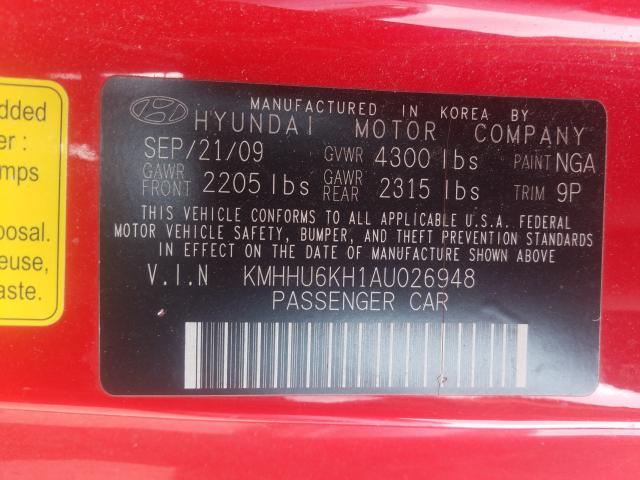 dded
er :
mps
posal.
euse,
aste.
MANUFACTURED IN KOREA BY
HYUNDAI MOTOR COMPANY
SEP/21/09 GVWR 4300 lbs PAINT NGA
GAWR FRONT 2205 lbs GAWR REAR 2315 lbs TRIM 9P
THIS VEHICLE CONFORMS TO ALL APPLICABLE U.S.A. FEDERAL
MOTOR VEHICLE SAFETY, BUMPER, AND THEFT PREVENTION STANDARDS
IN EFFECT ON THE DATE OF MANUFACTURE SHOWN ABOVE.
V.I.N KMHHU6KH1AU026948
PASSENGER CAR